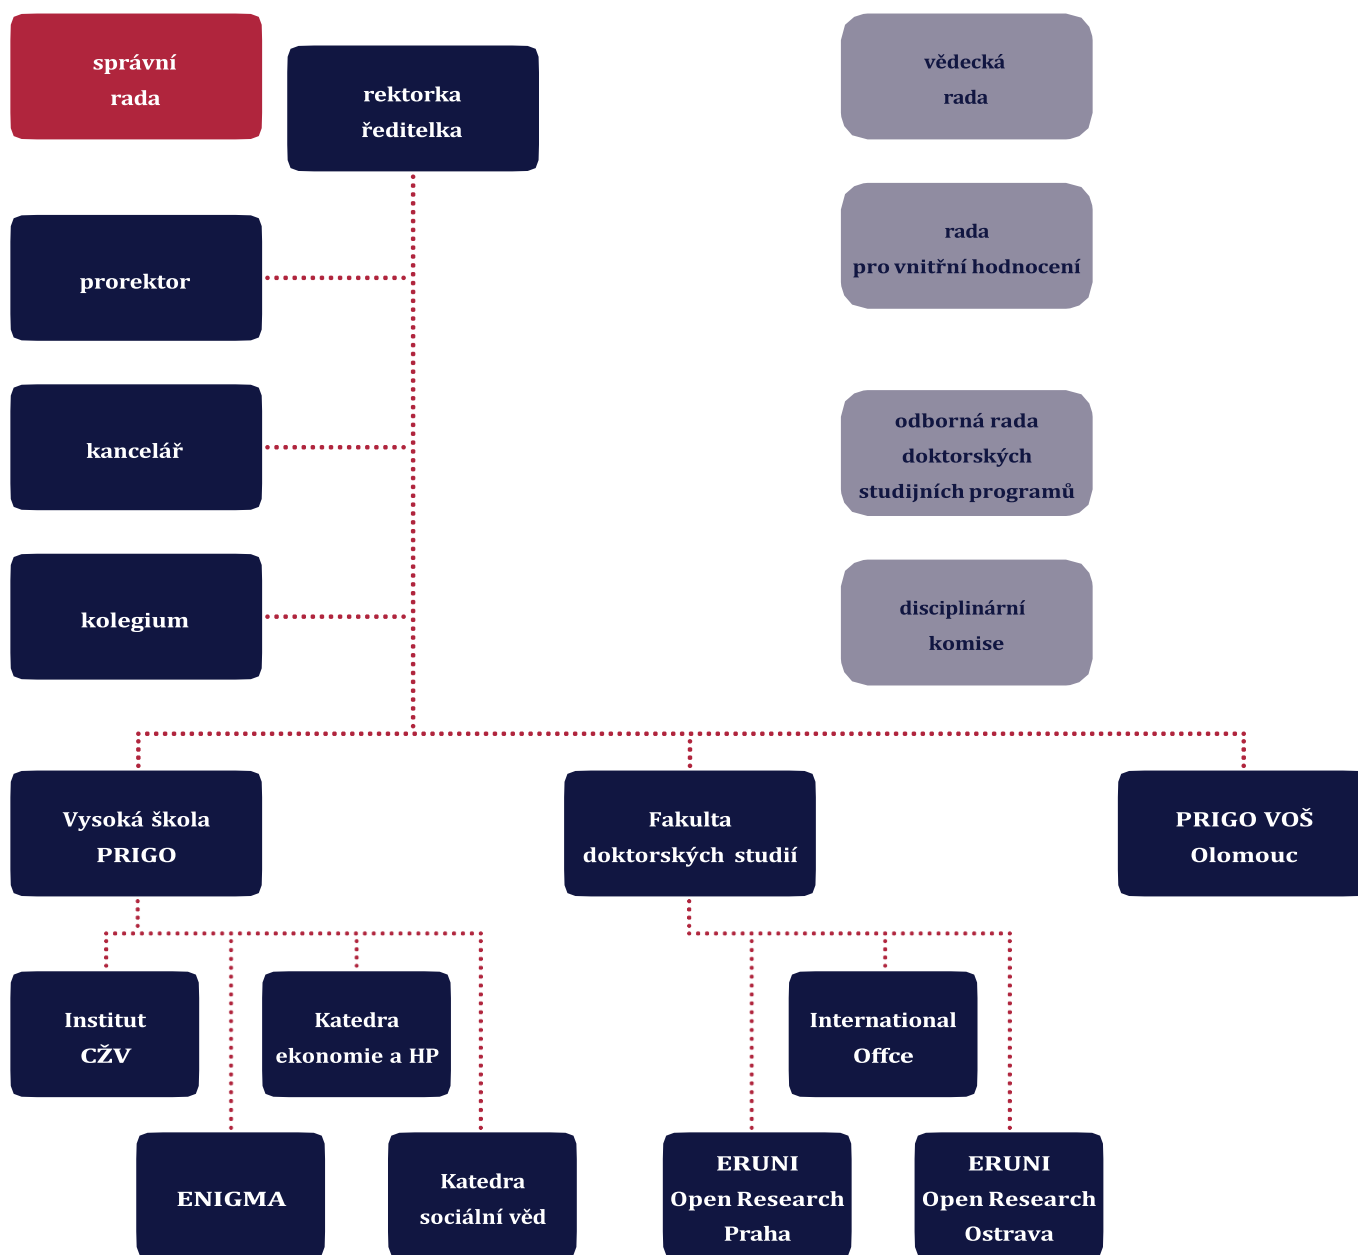 správní
rada
rektorka
ředitelka
vědecká
rada
prorektor
rada
pro vnitřní hodnocení
kancelář
odborná rada
doktorských
studijních programů
kolegium
disciplinární
komise
Vysoká škola
PRIGO
Fakulta
doktorských studií
PRIGO VOŠ
Olomouc
Institut
CŽV
Katedra
ekonomie a HP
International
Offce
ENIGMA
Katedra
sociální věd
ERUNI
Open Research
Praha
ERUNI
Open Research
Ostrava